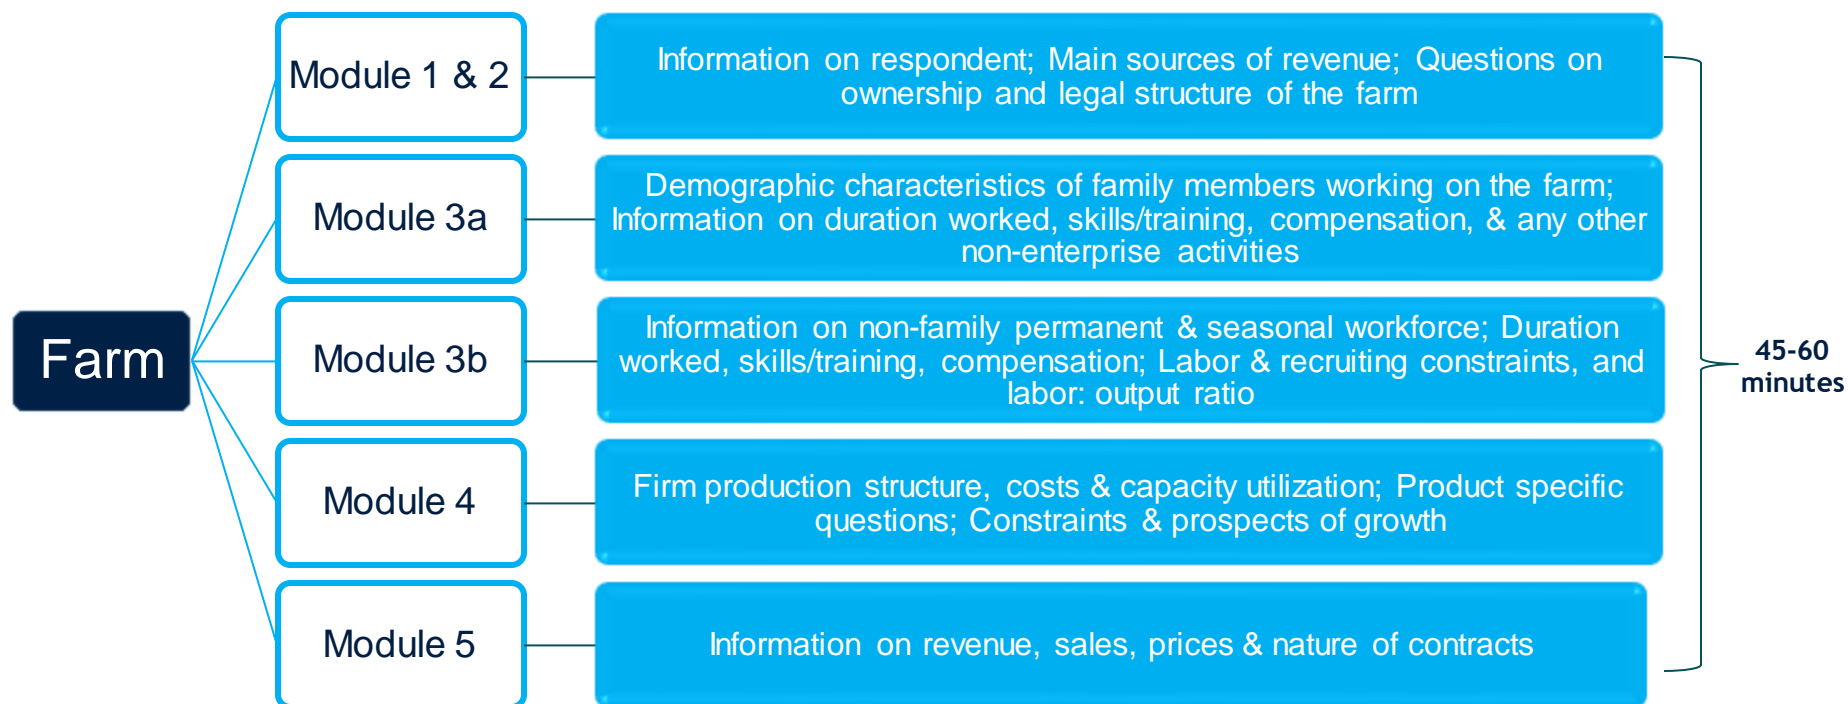 Farm
Module 1 & 2
Information on respondent; Main sources of revenue; Questions on
ownership and legal structure of the farm
Module 3a
Demographic characteristics of family members working on the farm;
Information on duration worked, skills/training, compensation, & any other
non-enterprise activities
Module 3b
Information on non-family permanent & seasonal workforce; Duration
worked, skills/training, compensation; Labor & recruiting constraints, and
labor: output ratio
Module 4
Firm production structure, costs & capacity utilization; Product specific
questions; Constraints & prospects of growth
Module 5
Information on revenue, sales, prices & nature of contracts
45-60
minutes